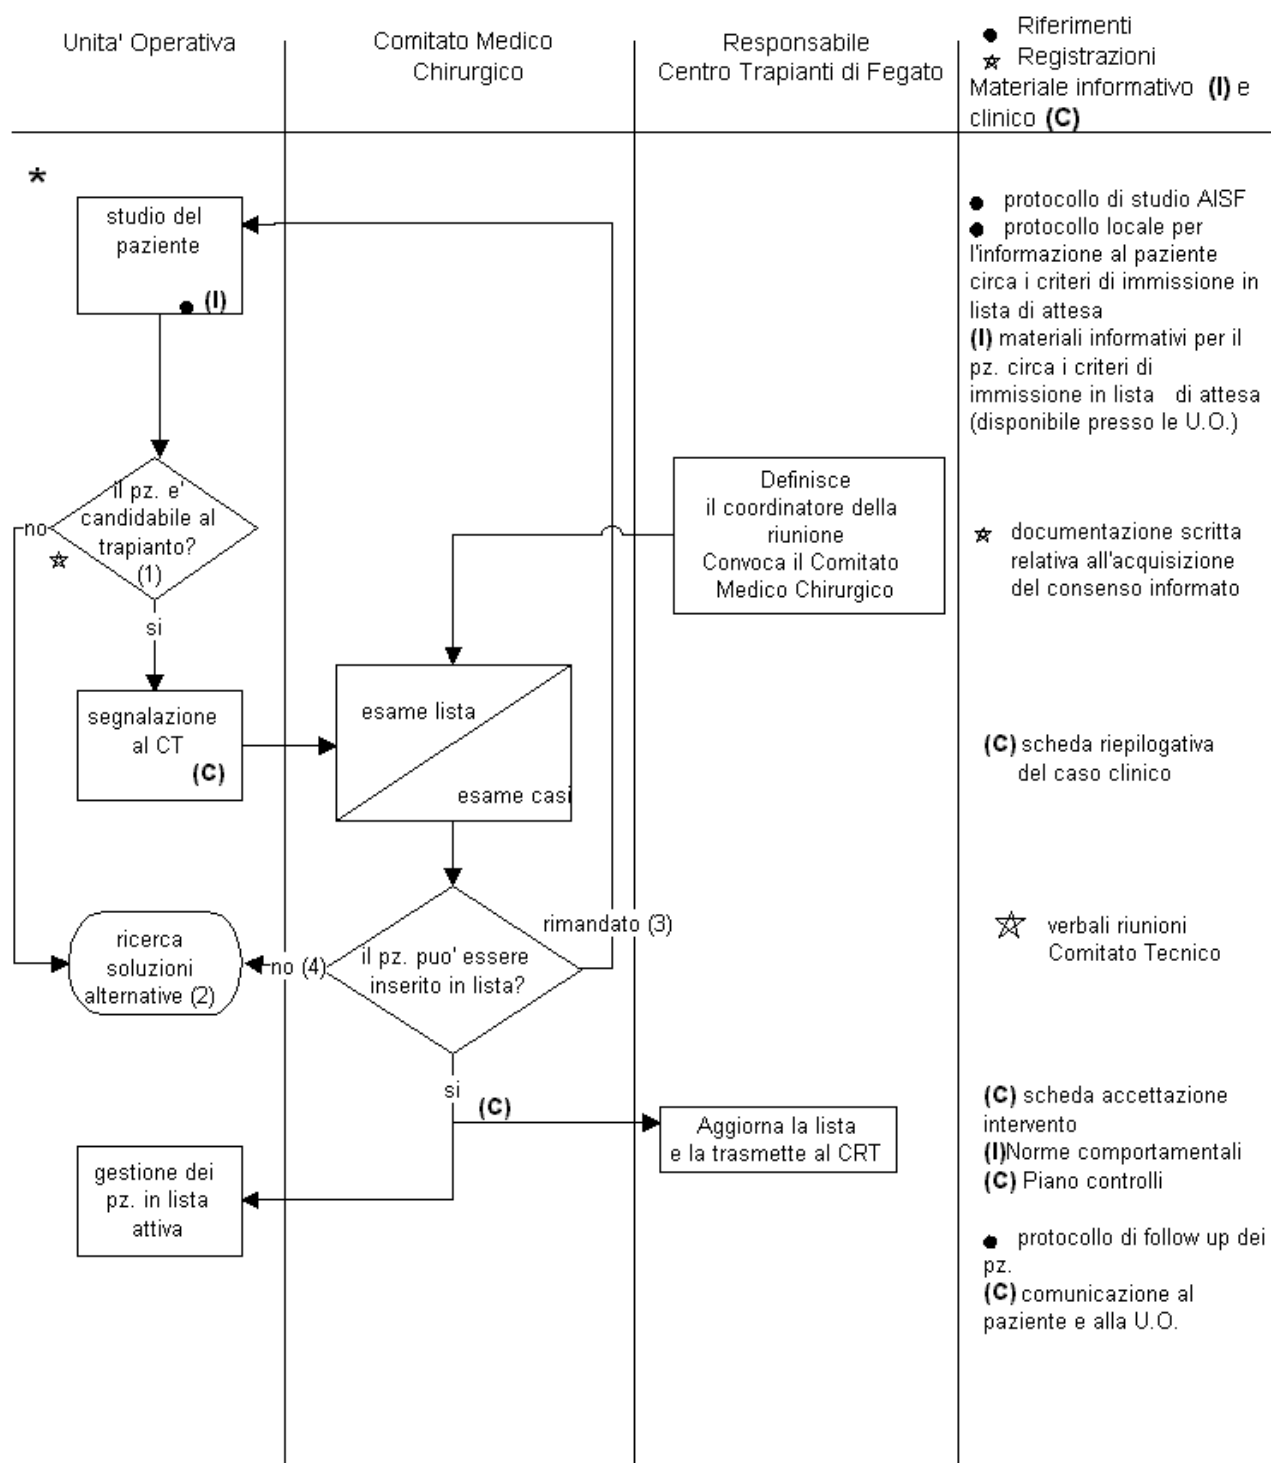 Unita' Operativa
Comitato Medico
Chirurgico
Responsabile
Centro Trapianti di Fegato
● Riferimenti
☆ Registrazioni
Materiale informativo (I) e
clinico (C)
*
studio del
paziente
● (I)
● protocollo di studio AISF
● protocollo locale per
l'informazione al paziente
circa i criteri di immissione in
lista di attesa
(I) materiali informativi per il
pz. circa i criteri di
immissione in lista di attesa
(disponibile presso le U.O.)
il pz. e'
candidabile al
trapianto?
(1)
no
☆
si
Definisce
il coordinatore della
riunione
Convoca il Comitato
Medico Chirurgico
☆ documentazione scritta
relativa all'acquisizione
del consenso informato
segnalazione
al CT
(C)
esame lista
esame casi
(C) scheda riepilogativa
del caso clinico
ricerca
soluzioni
alternative (2)
no (4)
il pz. puo' essere
inserito in lista?
rimandato (3)
☆ verbali riunioni
Comitato Tecnico
si
(C)
Aggiorna la lista
e la trasmette al CRT
gestione dei
pz. in lista
attiva
(C) scheda accettazione
intervento
(I)Norme comportamentali
(C) Piano controlli
● protocollo di follow up dei
pz.
(C) comunicazione al
paziente e alla U.O.